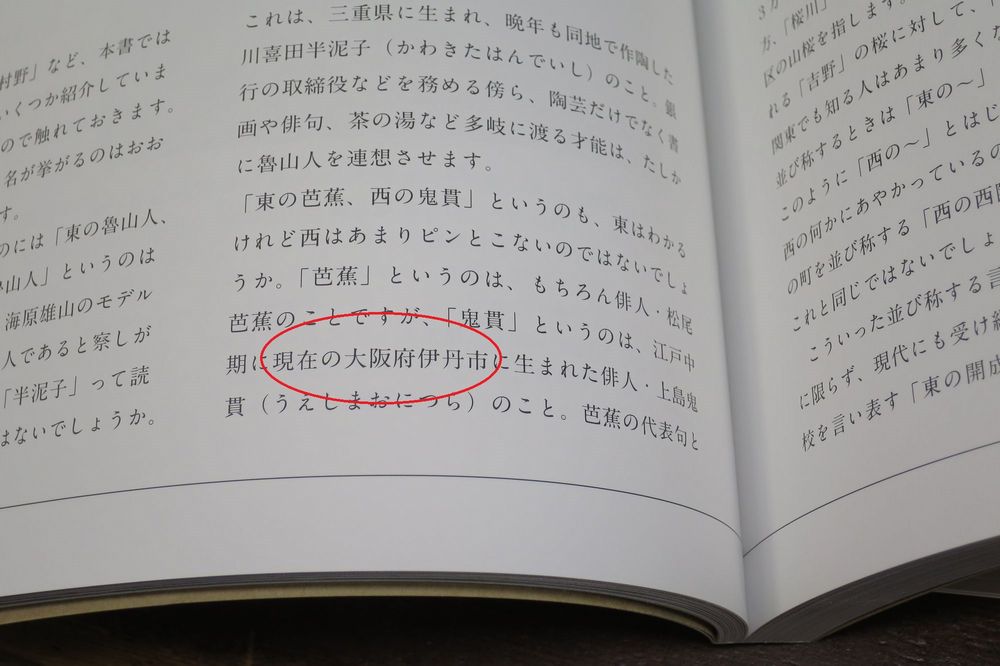 村野」など、本書では
いくつか紹介していま
ので触れておきます。
名が挙がるのはおお
す。
のには「東の魯山人、
山人」というのは
海原雄山のモデル
人であると察しが
「半泥子」って読
はないでしょうか。
これは、三重県に生まれ、晩年も同地で作陶した
川喜田半泥子（かわきたはんでいし）のこと。銀
行の取締役などを務める傍ら、陶芸だけでなく書
画や俳句、茶の湯など多岐に渡る才能は、たしか
に魯山人を連想させます。
「東の芭蕉、西の鬼貫」というのも、東はわかる
けれど西はあまりピンとこないのではないでしょ
うか。「芭蕉」というのは、もちろん俳人・松尾
芭蕉のことですが、「鬼貫」というのは、江戸中
期に現在の大阪府伊丹市に生まれた俳人・上島鬼
貫（うえしまおにつら）のこと。芭蕉の代表句と
方、「桜川」
区の山桜を指します。
れる「吉野」の桜に対して、「
関東でも知る人はあまり多くな
並び称するときは「東の〜」
このように「西の〜」とはじ
西の何かにあやかっているの
の町を並び称する「西の西
これと同じではないでしょ
こういった並び称する言
に限らず、現代にも受け継
校を言い表す「東の開成